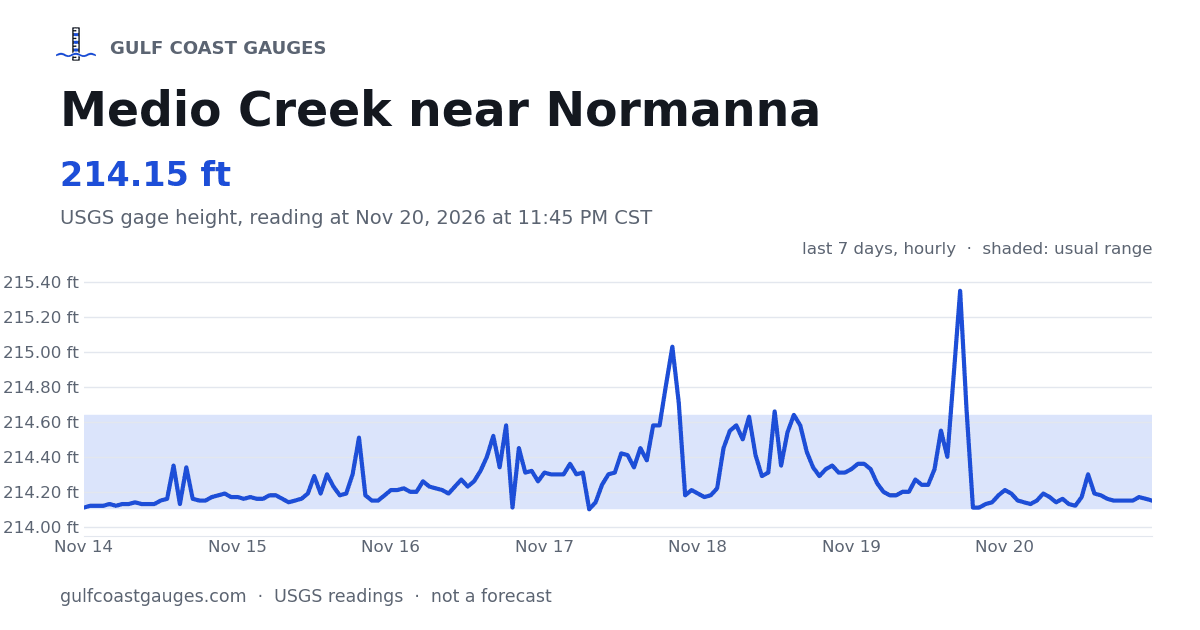 GULF COAST GAUGES
Medio Creek near Normanna
214.15 ft
USGS gage height, reading at Nov 20, 2026 at 11:45 PM CST
last 7 days, hourly · shaded: usual range
215.40 ft
215.20 ft
215.00 ft
214.80 ft
214.60 ft
214.40 ft
214.20 ft
214.00 ft
Nov 14 Nov 15 Nov 16 Nov 17 Nov 18 Nov 19 Nov 20
gulfcoastgauges.com · USGS readings · not a forecast